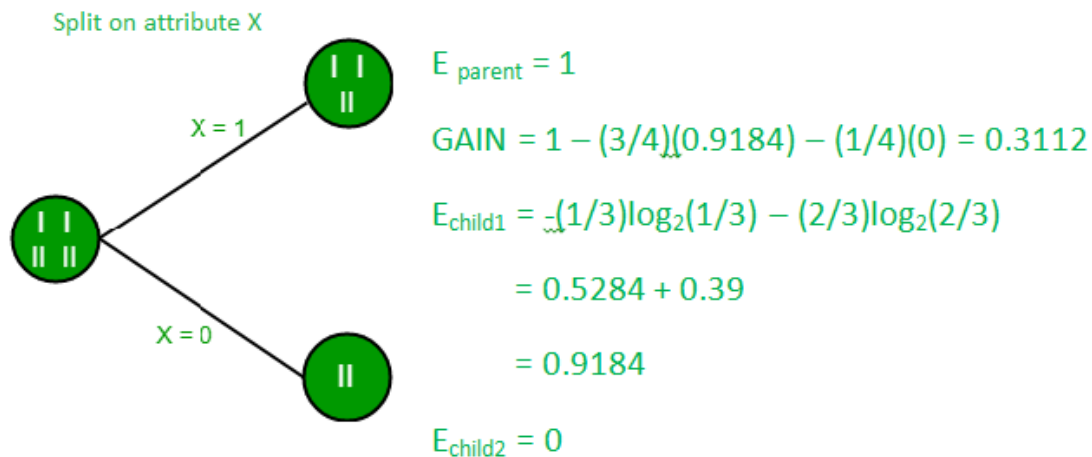 Split on attribute X
I I
II
X = 1
I I
II II
X = 0
II
E parent = 1
GAIN = 1 – (3/4)(0.9184) – (1/4)(0) = 0.3112
Echild1 = -(1/3)log2(1/3) – (2/3)log2(2/3)
= 0.5284 + 0.39
= 0.9184
Echild2 = 0